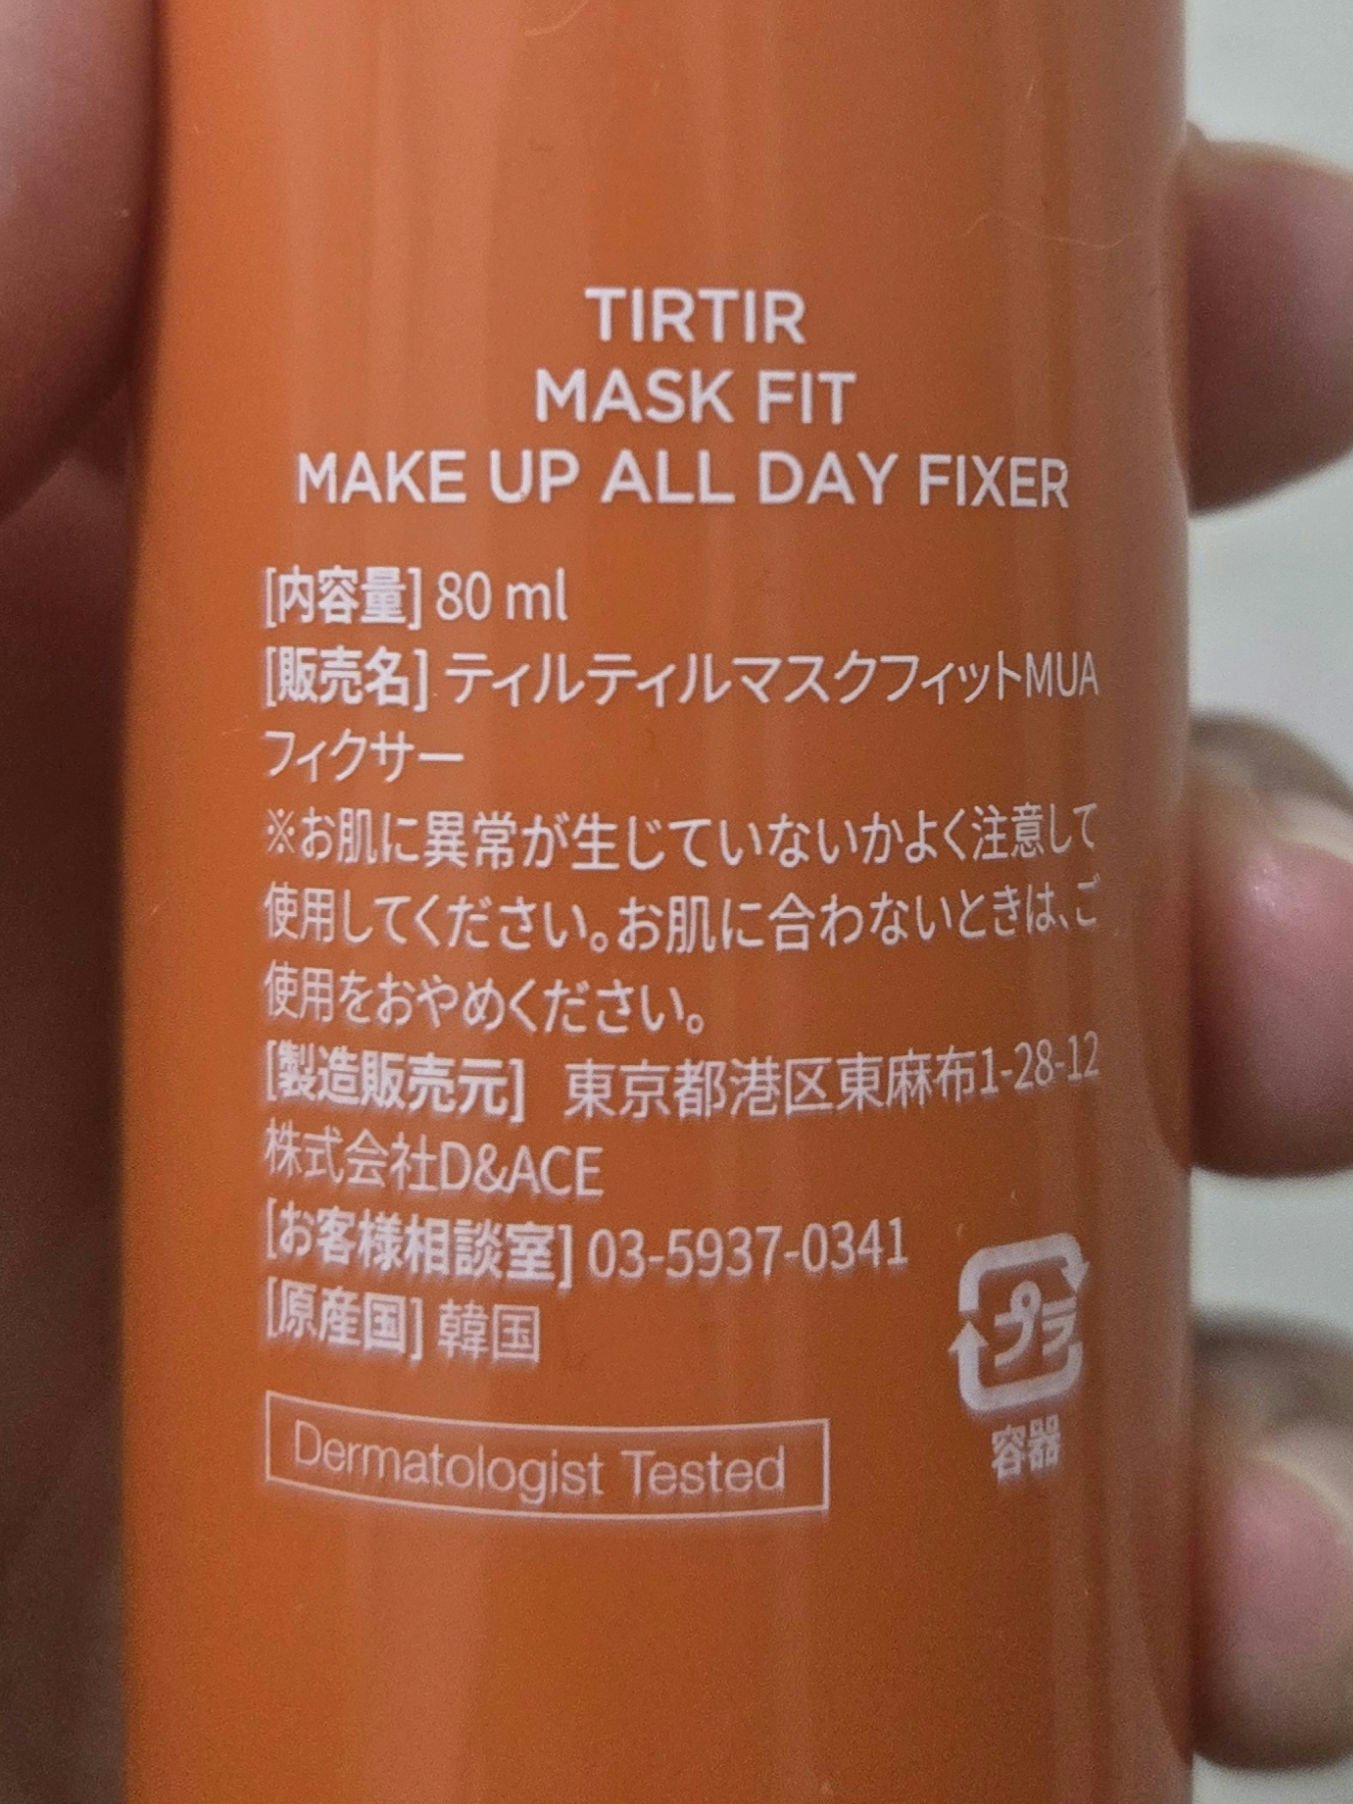 TIRTIR
MASK FIT
MAKE UP ALL DAY FIXER
[内容量] 80 ml
[販売名] ティルティルマスクフィットMUA
フィクサー
※お肌に異常が生じていないかよく注意して
使用してください。お肌に合わないときは、ご
使用をおやめください。
[製造販売元] 東京都港区東麻布1-28-12
株式会社D&ACE
[お客様相談室] 03-5937-0341
[原産国] 韓国
プラ
容器
Dermatologist Tested